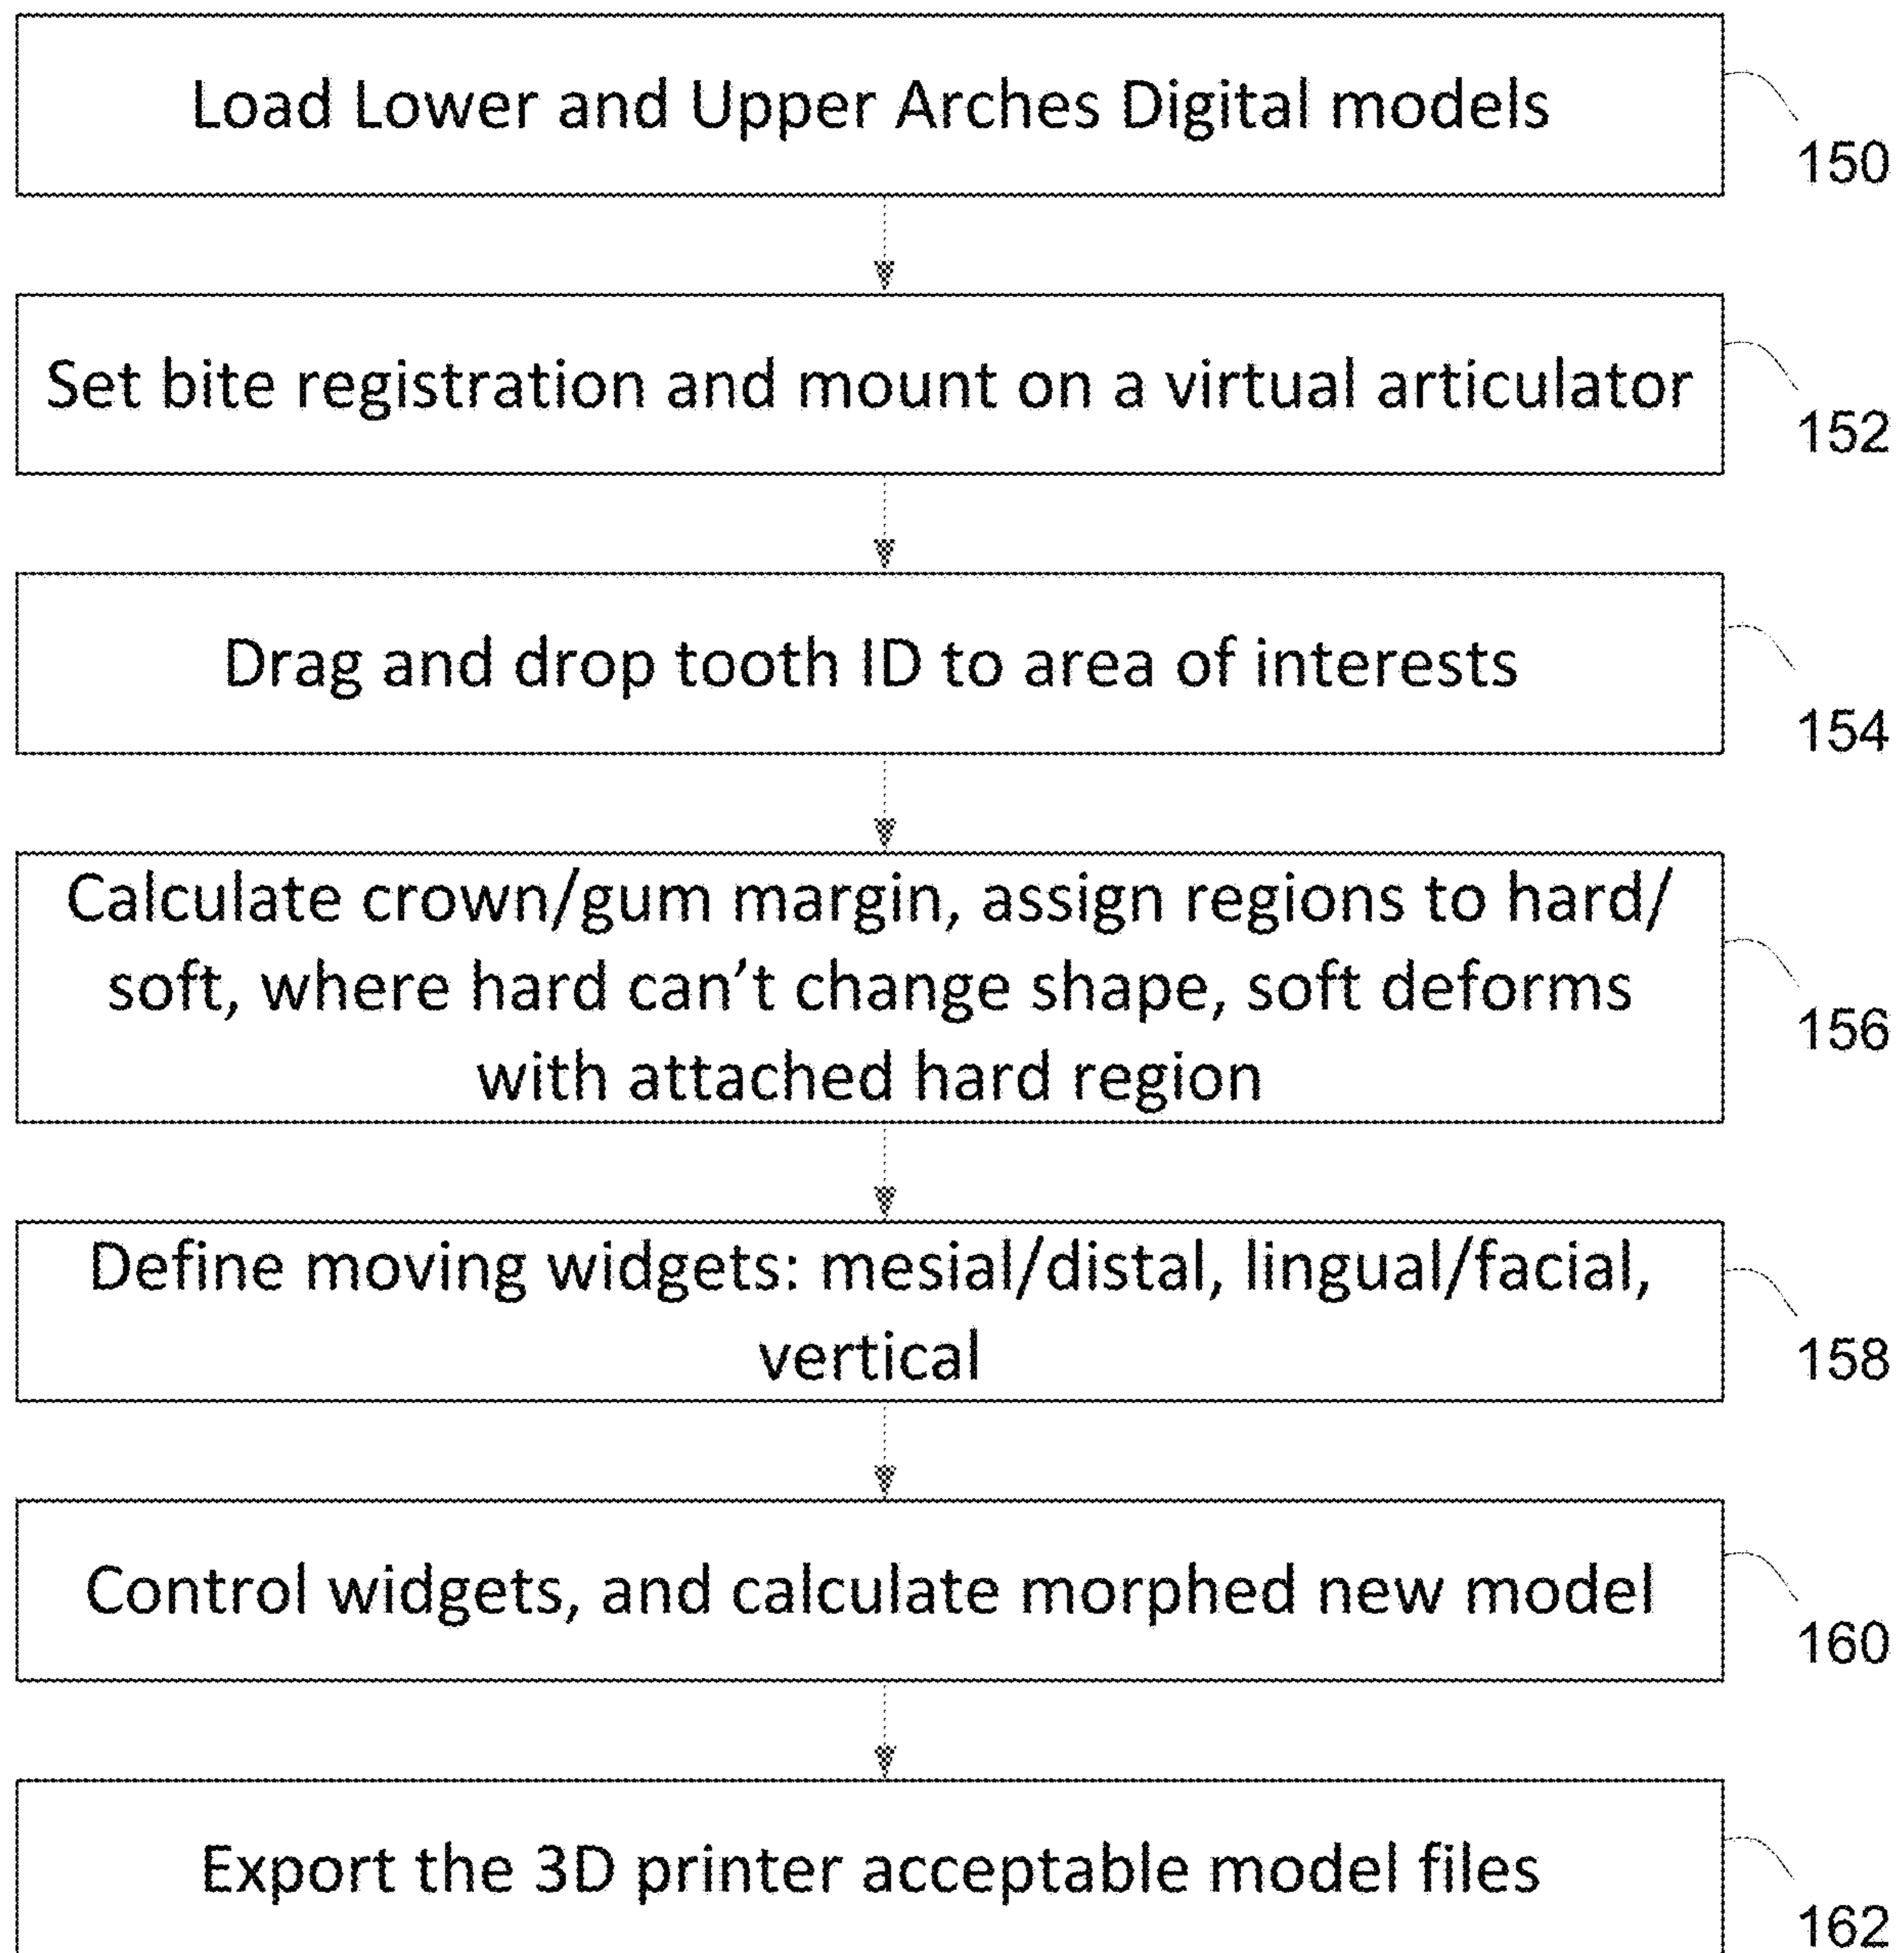 Load Lower and Upper Arches Digital models
150
Set bite registration and mount on a virtual articulator
152
Drag and drop tooth ID to area of interests
154
Calculate crown/gum margin, assign regions to hard/
soft, where hard can’t change shape, soft deforms
with attached hard region
156
Define moving widgets: mesial/distal, lingual/facial,
vertical
158
Control widgets, and calculate morphed new model
160
Export the 3D printer acceptable model files
162